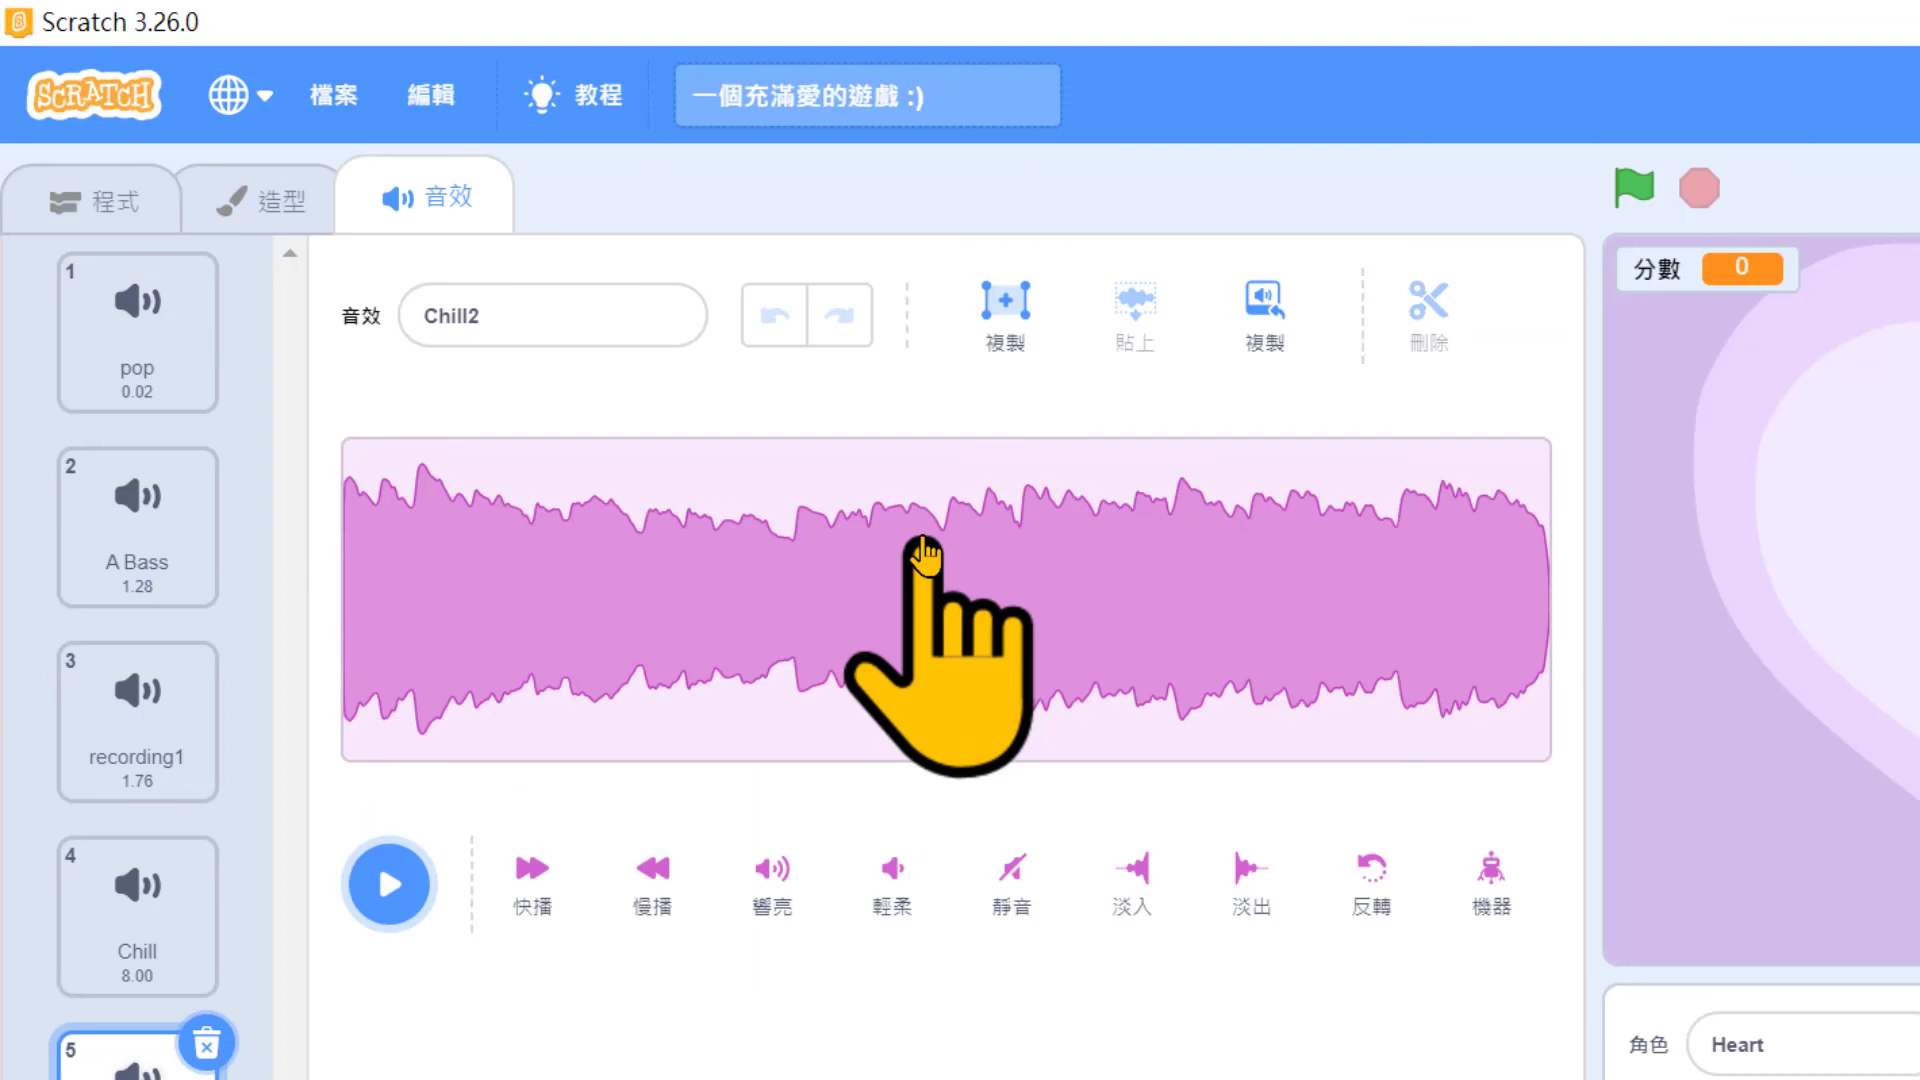 Scratch 3.26.0
SCRATCH
檔案
編輯
教程
一個充滿愛的遊戲 :)
程式
造型
音效
1
pop
0.02
2
A Bass
1.28
3
recording1
1.76
4
Chill
8.00
5
音效
Chill2
複製
貼上
複製
刪除
快播
慢播
響亮
輕柔
靜音
淡入
淡出
反轉
機器
分數
0
角色
Heart